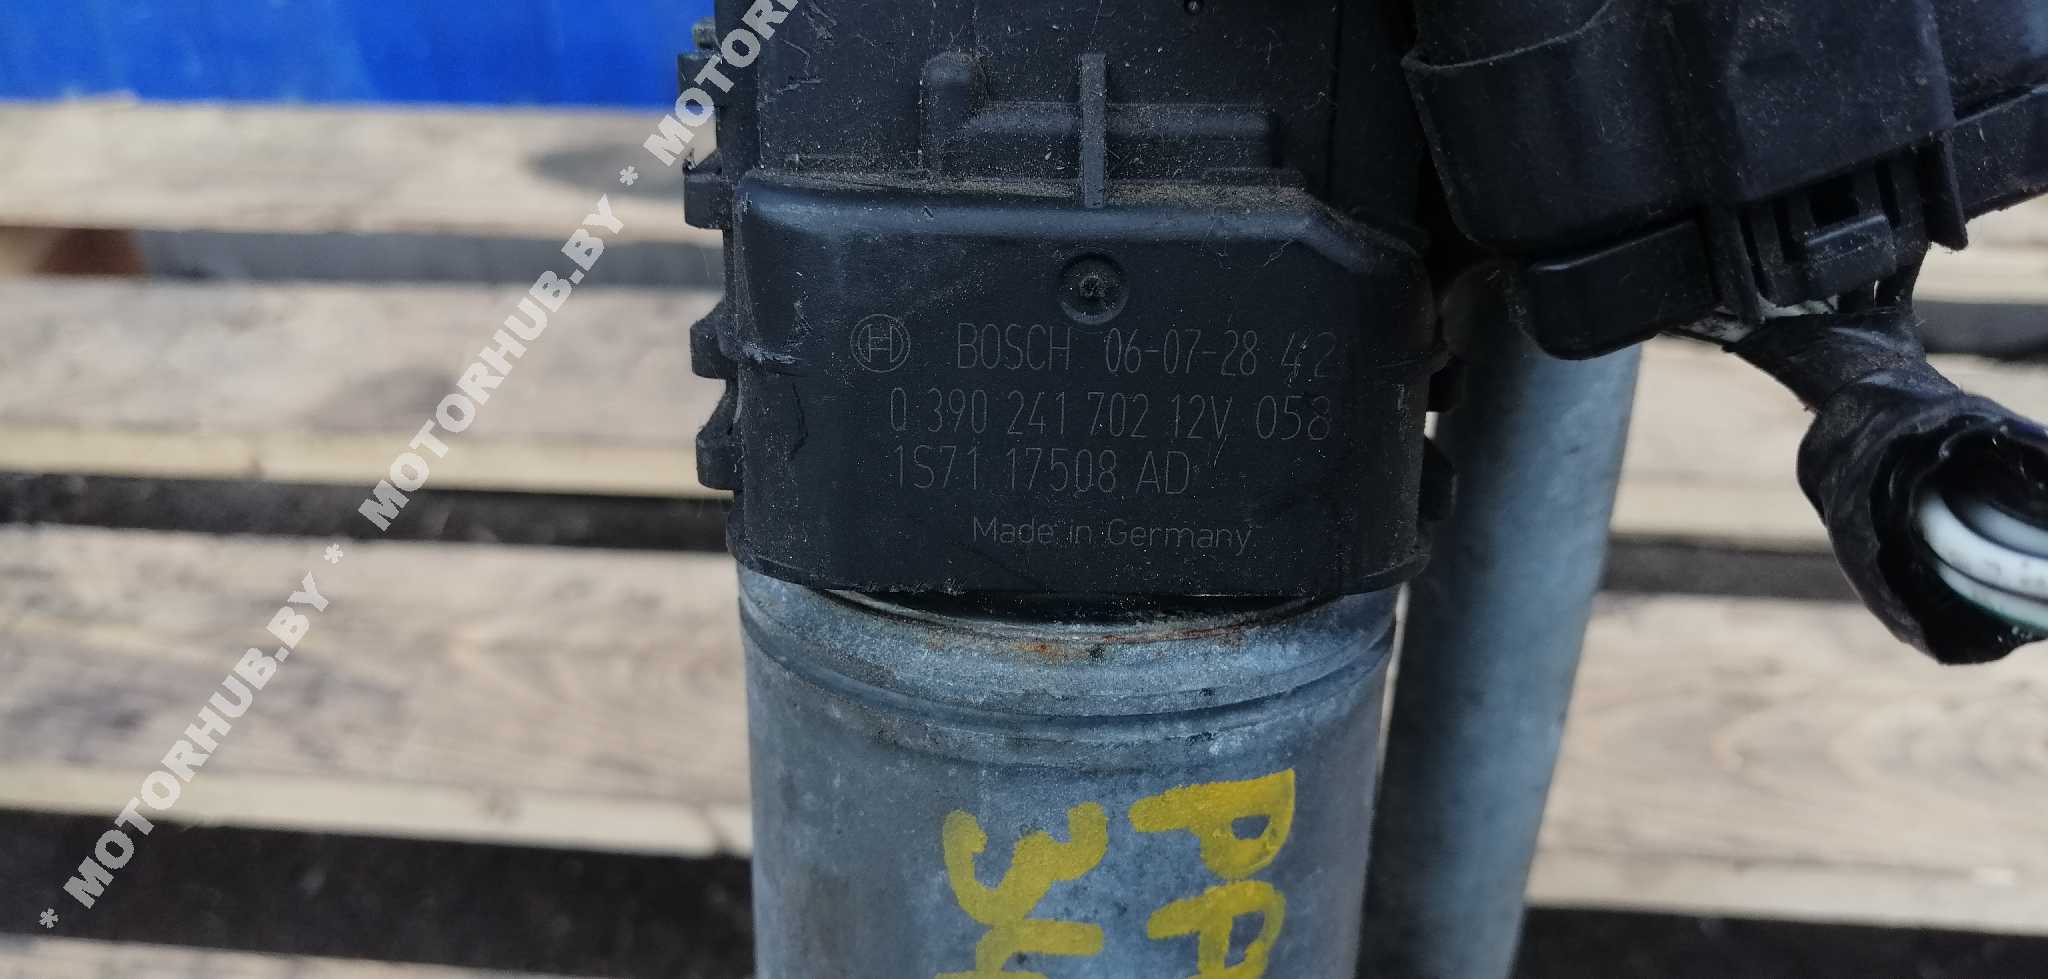 BOSCH 06-07-28 42
0 390 241 702 12V 058
1S71 17508 AD
Made in Germany
* MOTORHUB.BY * MOTORHUB.BY * MOTORHUB.BY